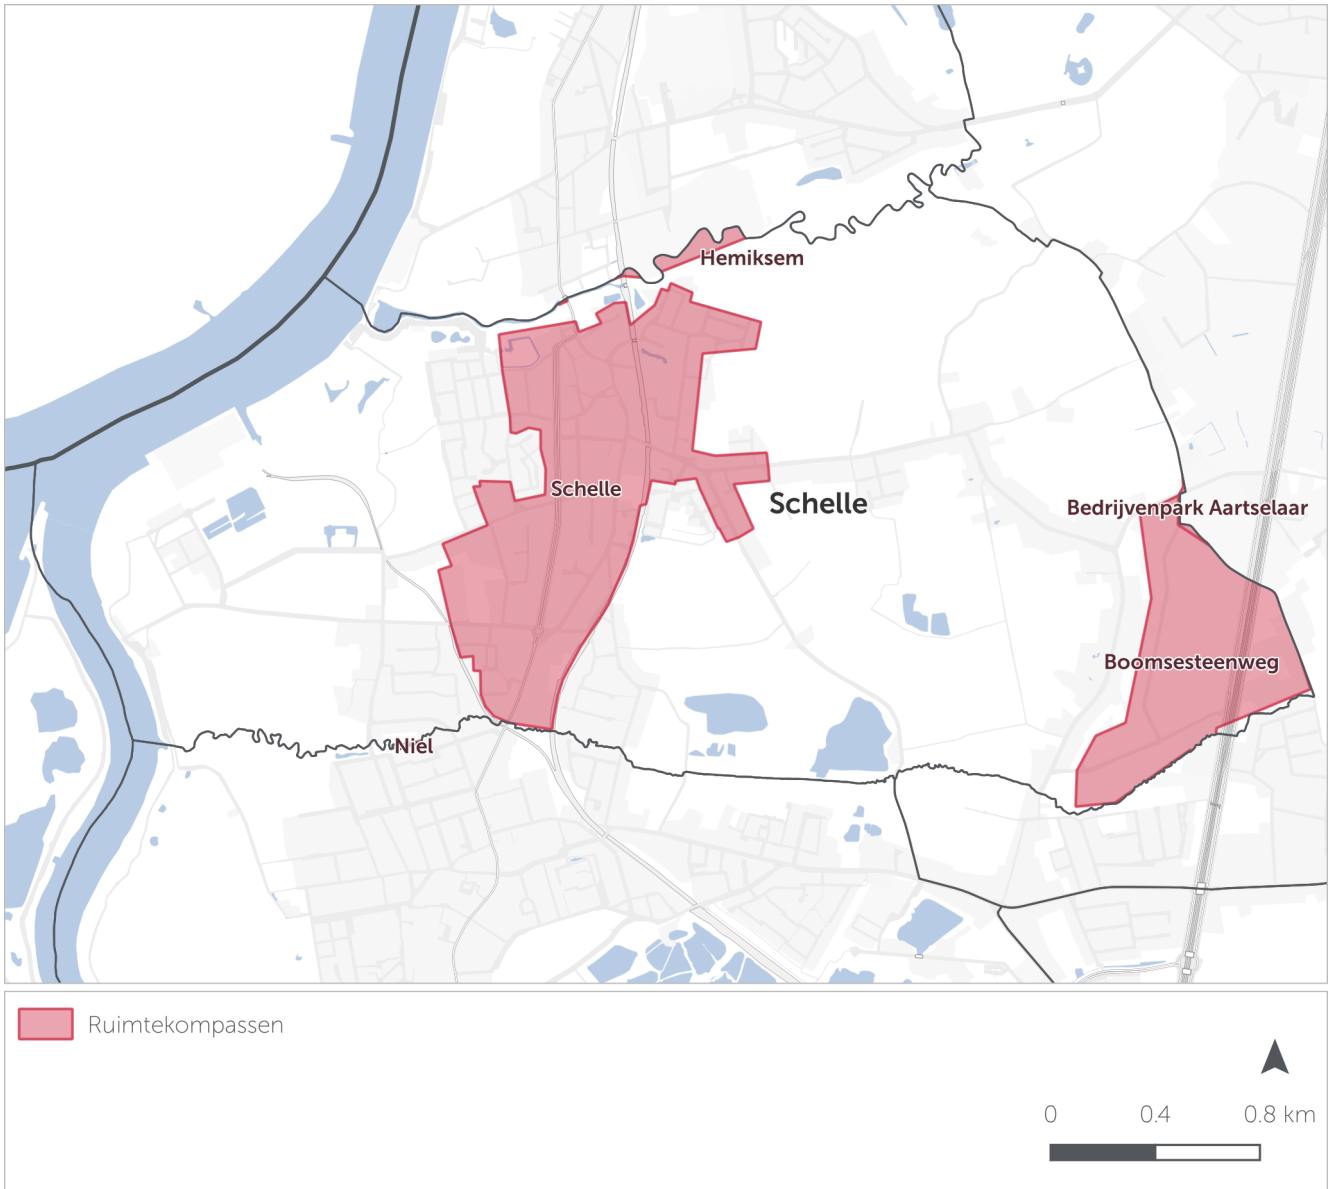 Hemiksem
Schelle
Schelle
Bedrijvenpark Aartselaar
Boomsesteenweg
Niel
Ruimtekompassen
0 0.4 0.8 km